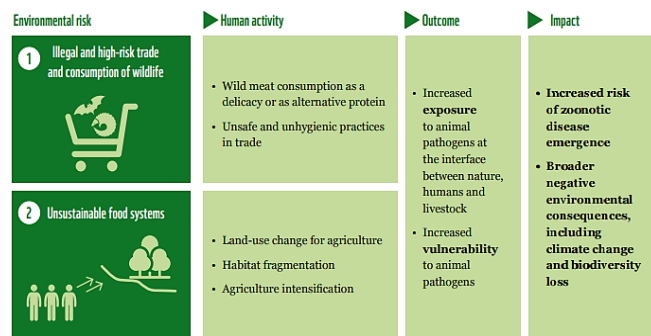 Environmental risk
Human activity
Outcome
Impact
1
Illegal and high-risk trade
and consumption of wildlife
• Wild meat consumption as a
delicacy or as alternative protein
• Unsafe and unhygienic practices
in trade
2
Unsustainable food systems
• Land-use change for agriculture
• Habitat fragmentation
• Agriculture intensification
• Increased
exposure
to animal
pathogens at
the interface
between nature,
humans and
livestock
• Increased
vulnerability
to animal
pathogens
• Increased risk
of zoonotic
disease
emergence
• Broader
negative
environmental
consequences,
including
climate change
and biodiversity
loss